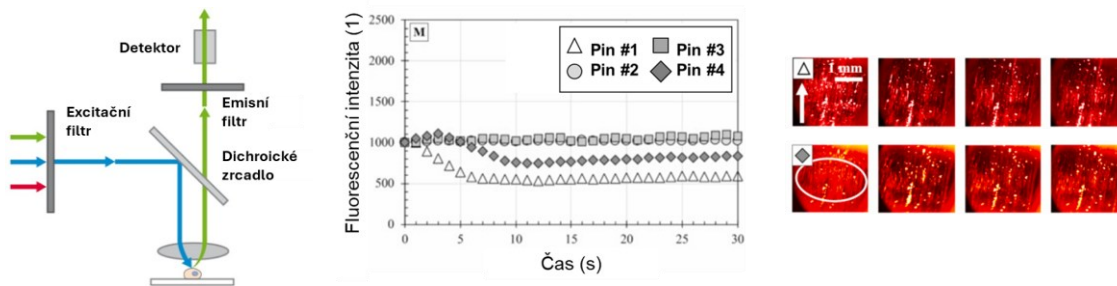 Detektor
Excitační
filtr
Emisní
filtr
Dichroické
zrcadlo
Fluorescenční intenzita (1)
2500
2000
1500
1000
500
0
M
Pin #1
Pin #3
Pin #2
Pin #4
0 5 10 15 20 25 30
Čas (s)
1 mm